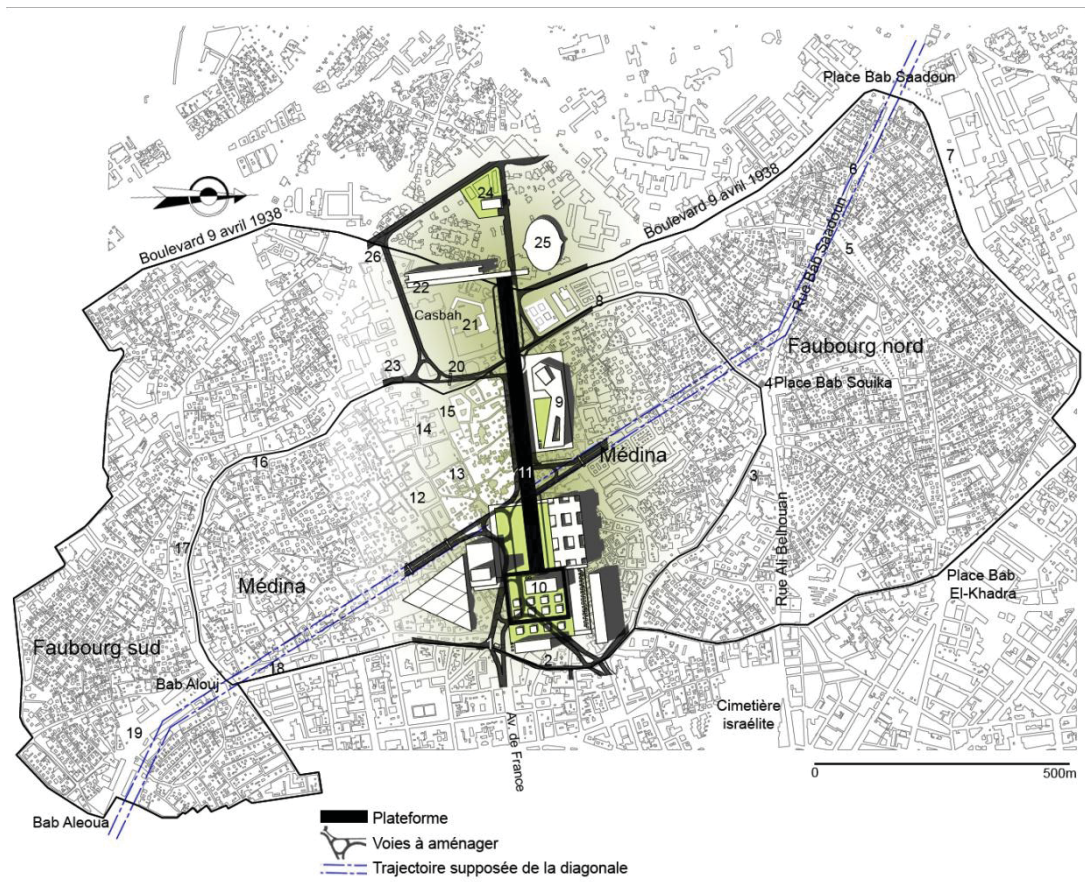 Place Bab Saadoun
7
6
24
Boulevard 9 avril 1938
Boulevard 9 avril 1938
25
Rue Bab Saadoun
5
26
22
Casbah
21
8
Faubourg nord
23
20
4Place Bab Souika
15
9
14
16
Médina
13
11
3
12
17
Rue Ali Belhouan
Médina
10
Place Bab
El-Khadra
Faubourg sud
18
2
Bab Alouj
19
Cimetière
israélite
Av. de France
0
500m
Bab Aleoua
Plateforme
Voies à aménager
Trajectoire supposée de la diagonale